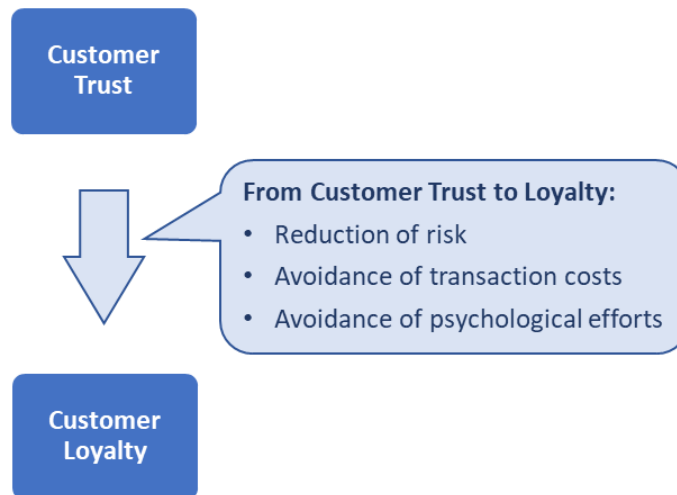 Customer
Trust
From Customer Trust to Loyalty:
• Reduction of risk
• Avoidance of transaction costs
• Avoidance of psychological efforts
Customer
Loyalty